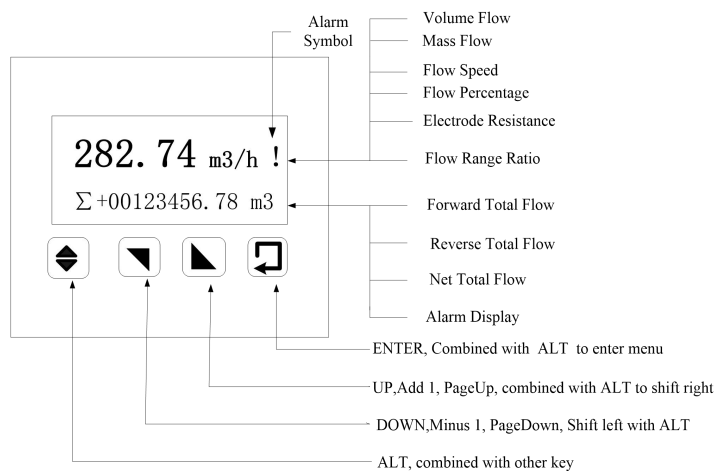 Alarm
Symbol
Volume Flow
Mass Flow
Flow Speed
Flow Percentage
Electrode Resistance
Flow Range Ratio
282.74 m3/h !
Σ+00123456.78 m3
Forward Total Flow
Reverse Total Flow
Net Total Flow
Alarm Display
ENTER, Combined with ALT to enter menu
UP,Add 1, PageUp, combined with ALT to shift right
DOWN,Minus 1, PageDown, Shift left with ALT
ALT, combined with other key